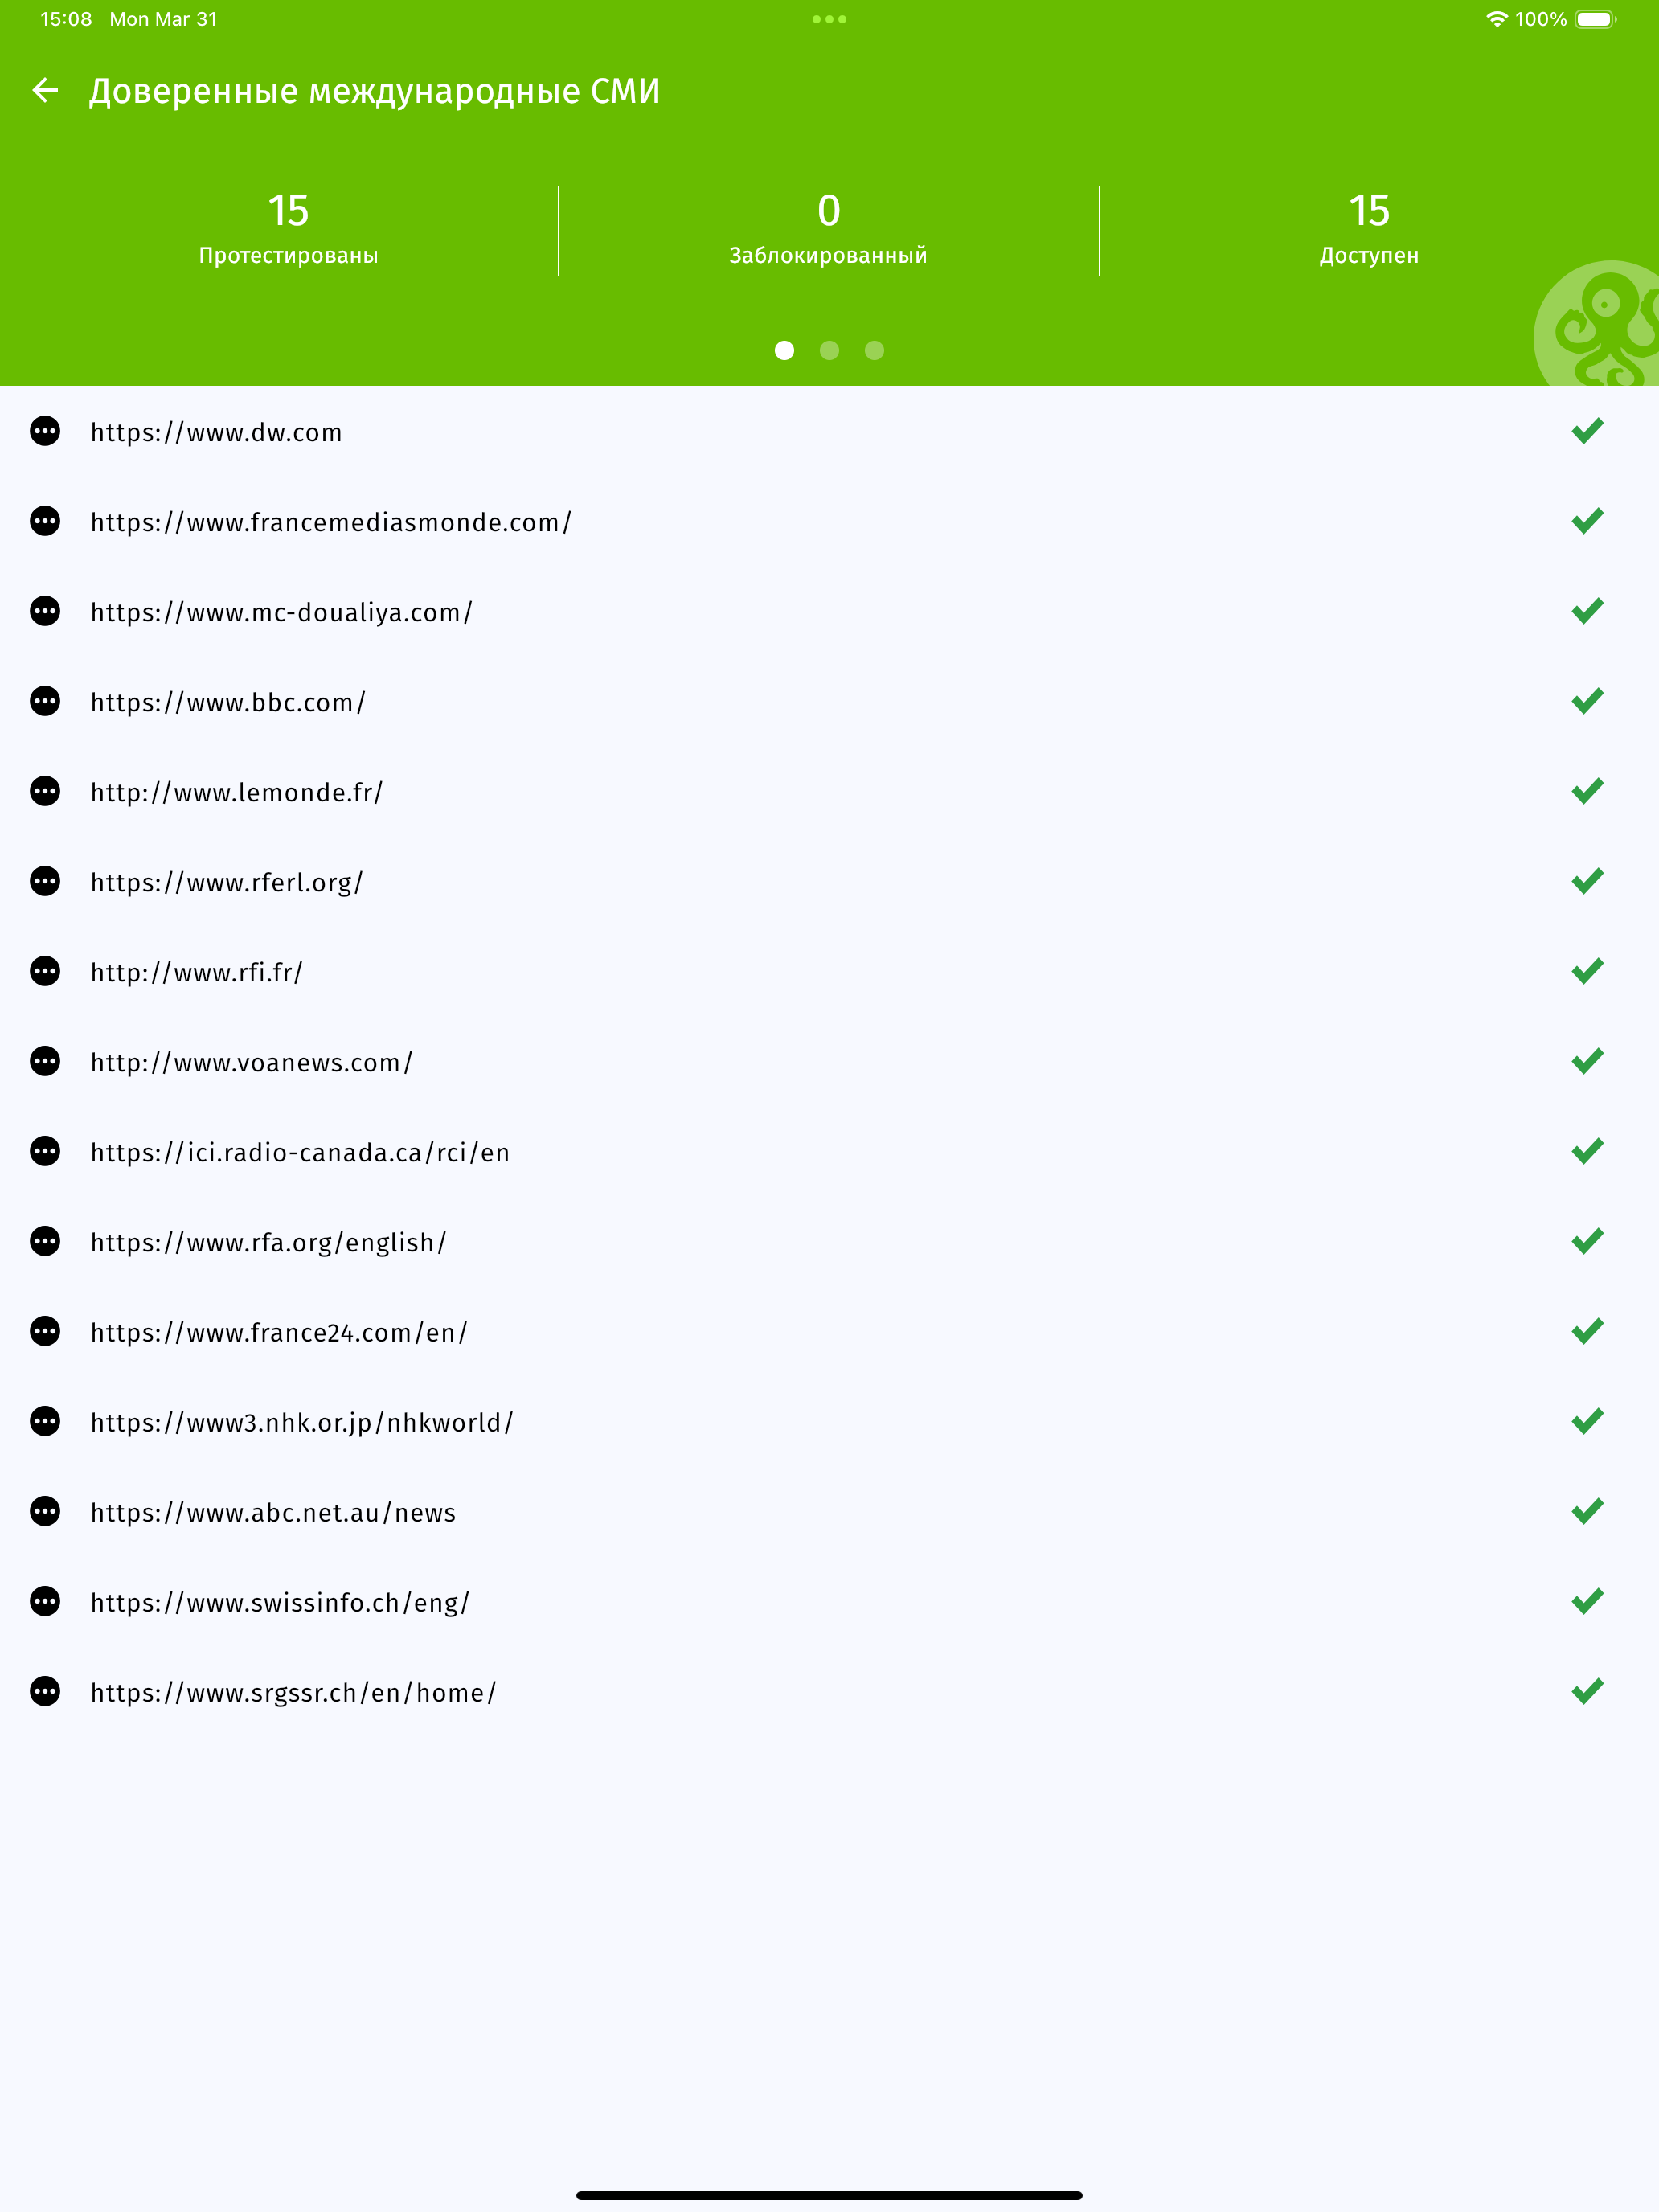 15:08 Mon Mar 31
100%
Доверенные международные СМИ
15 0 15
Протестированы Заблокированный Доступен
https://www.dw.com
https://www.francemediasmonde.com/
https://www.mc-doualiya.com/
https://www.bbc.com/
http://www.lemonde.fr/
https://www.rferl.org/
http://www.rfi.fr/
http://www.voanews.com/
https://ici.radio-canada.ca/rci/en
https://www.rfa.org/english/
https://www.france24.com/en/
https://www3.nhk.or.jp/nhkworld/
https://www.abc.net.au/news
https://www.swissinfo.ch/eng/
https://www.srgssr.ch/en/home/